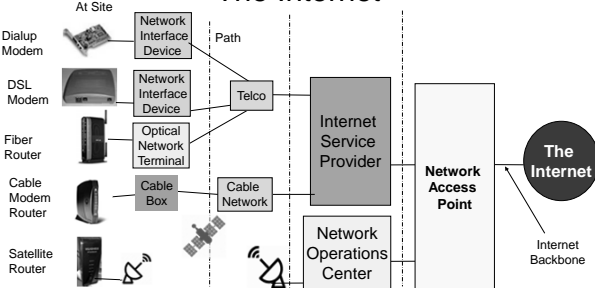 The Internet
At Site
Path
Dialup
Modem
Network
Interface
Device
DSL
Modem
Network
Interface
Device
Telco
Fiber
Router
Optical
Network
Terminal
Internet
Service
Provider
Cable
Modem
Router
Cable
Box
Cable
Network
Network
Access
Point
The
Internet
Satellite
Router
Network
Operations
Center
Internet
Backbone